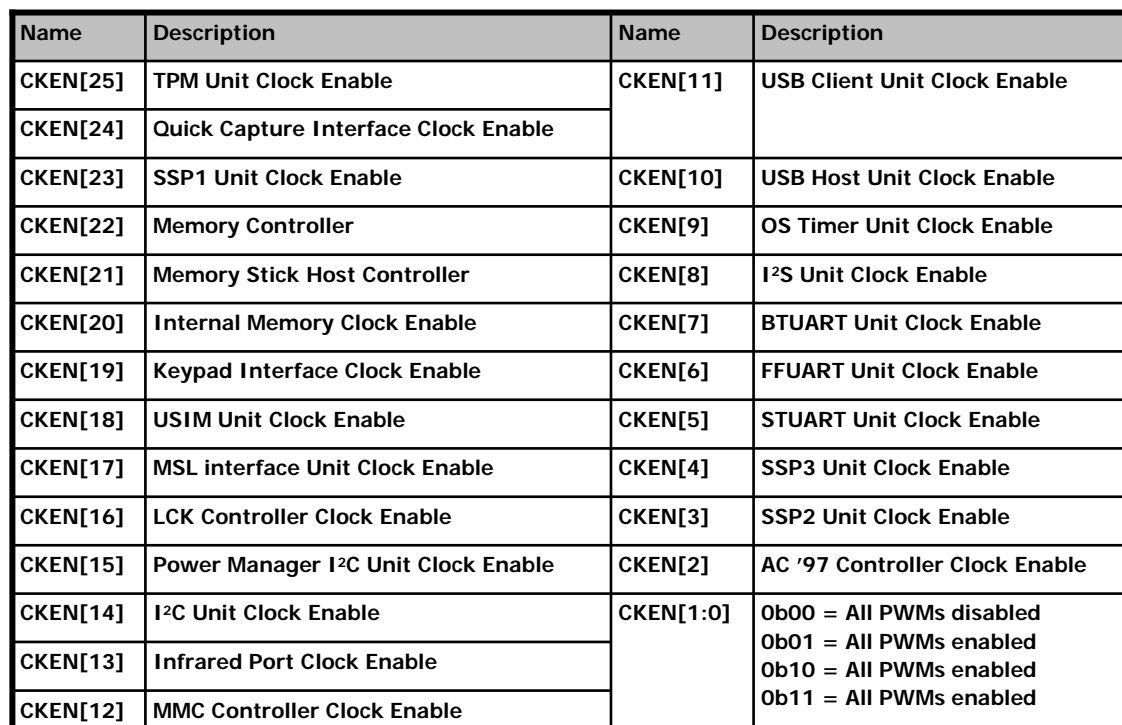 Name Description Name Description
CKEN[25] TPM Unit Clock Enable CKEN[11] USB Client Unit Clock Enable
CKEN[24] Quick Capture Interface Clock Enable
CKEN[23] SSP1 Unit Clock Enable CKEN[10] USB Host Unit Clock Enable
CKEN[22] Memory Controller CKEN[9] OS Timer Unit Clock Enable
CKEN[21] Memory Stick Host Controller CKEN[8] I²S Unit Clock Enable
CKEN[20] Internal Memory Clock Enable CKEN[7] BTUART Unit Clock Enable
CKEN[19] Keypad Interface Clock Enable CKEN[6] FFUART Unit Clock Enable
CKEN[18] USIM Unit Clock Enable CKEN[5] STUART Unit Clock Enable
CKEN[17] MSL interface Unit Clock Enable CKEN[4] SSP3 Unit Clock Enable
CKEN[16] LCK Controller Clock Enable CKEN[3] SSP2 Unit Clock Enable
CKEN[15] Power Manager I²C Unit Clock Enable CKEN[2] AC '97 Controller Clock Enable
CKEN[14] I²C Unit Clock Enable CKEN[1:0] 0b00 = All PWMs disabled
0b01 = All PWMs enabled
CKEN[13] Infrared Port Clock Enable 0b10 = All PWMs enabled
0b11 = All PWMs enabled
CKEN[12] MMC Controller Clock Enable